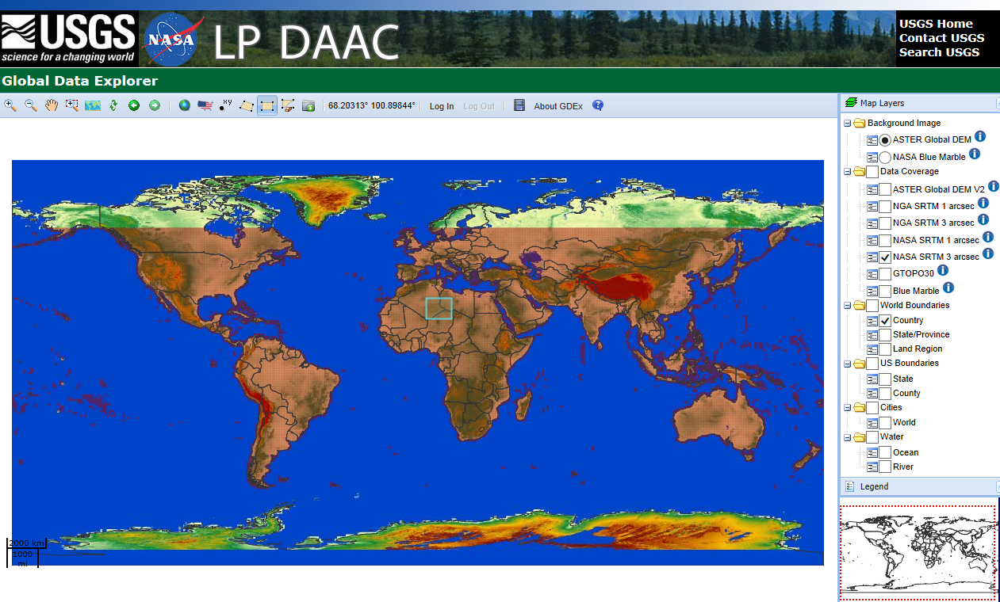 USGS
science for a changing world
NASA
LP DAAC
USGS Home
Contact USGS
Search USGS
Global Data Explorer
XY
68.20313° 100.89844°
Log In
Log Out
About GDEx
Map Layers
Background Image
ASTER Global DEM
NASA Blue Marble
Data Coverage
ASTER Global DEM V2
NGA SRTM 1 arcsec
NGA SRTM 3 arcsec
NASA SRTM 1 arcsec
NASA SRTM 3 arcsec
GTOPO30
Blue Marble
World Boundaries
Country
State/Province
Land Region
US Boundaries
State
County
Cities
World
Water
Ocean
River
Legend
2000 km
1000
mi